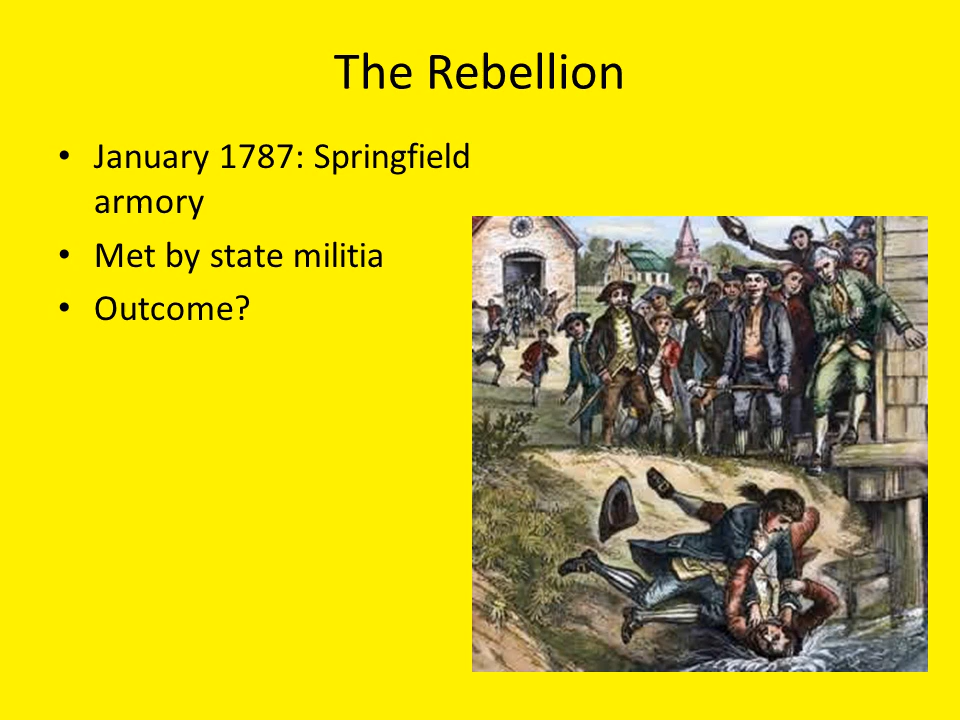 The Rebellion
• January 1787: Springfield
armory
• Met by state militia
• Outcome?